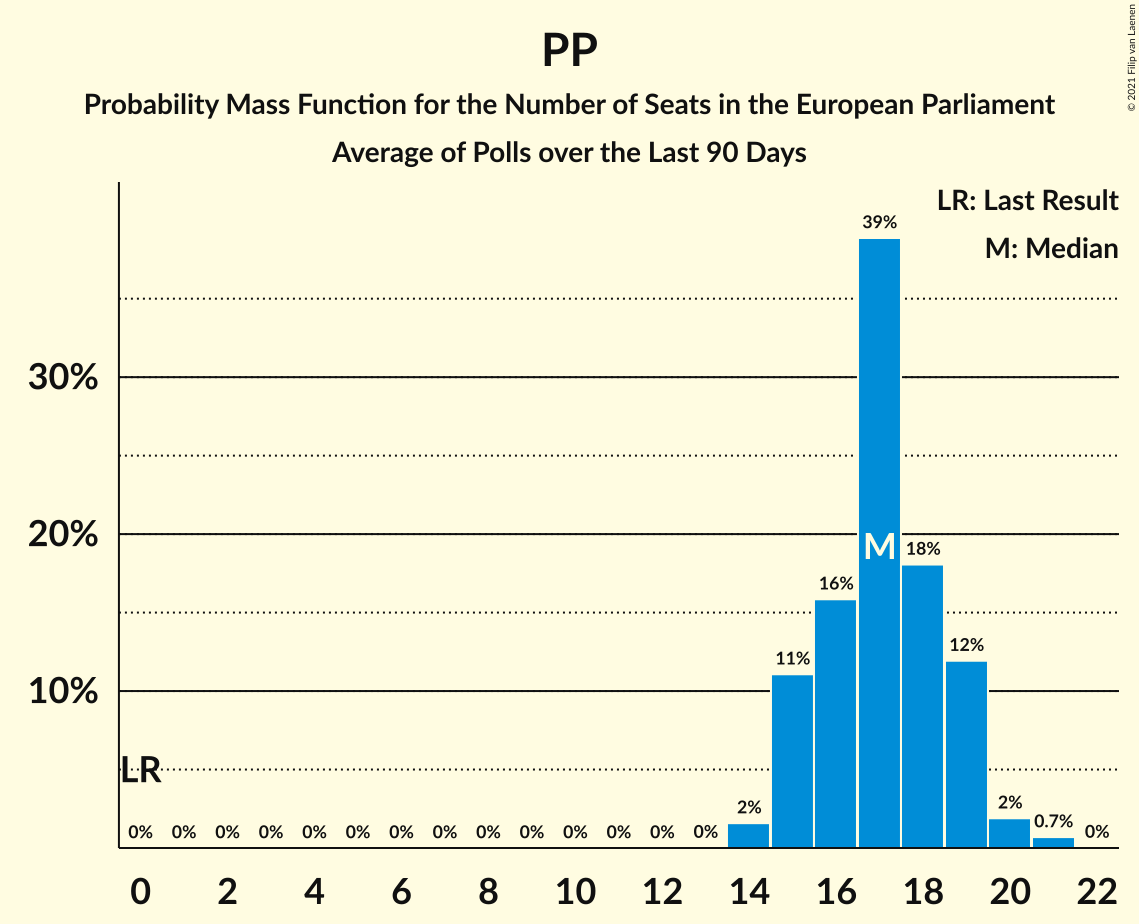 PP
Probability Mass Function for the Number of Seats in the European Parliament
Average of Polls over the Last 90 Days
© 2021 Filip van Laenen
LR: Last Result
M: Median
39%
30%
20%
M
18%
16%
12%
11%
10%
LR
0% 0% 0% 0% 0% 0% 0% 0% 0% 0% 0% 0% 0% 0% 2% 2% 0.7% 0%
0 2 4 6 8 10 12 14 16 18 20 22